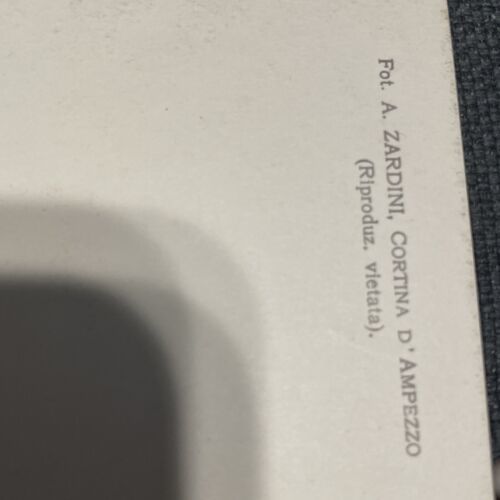 Fot. A. ZARDINI, CORTINA D'AMPEZZO
(Riproduz. vietata).